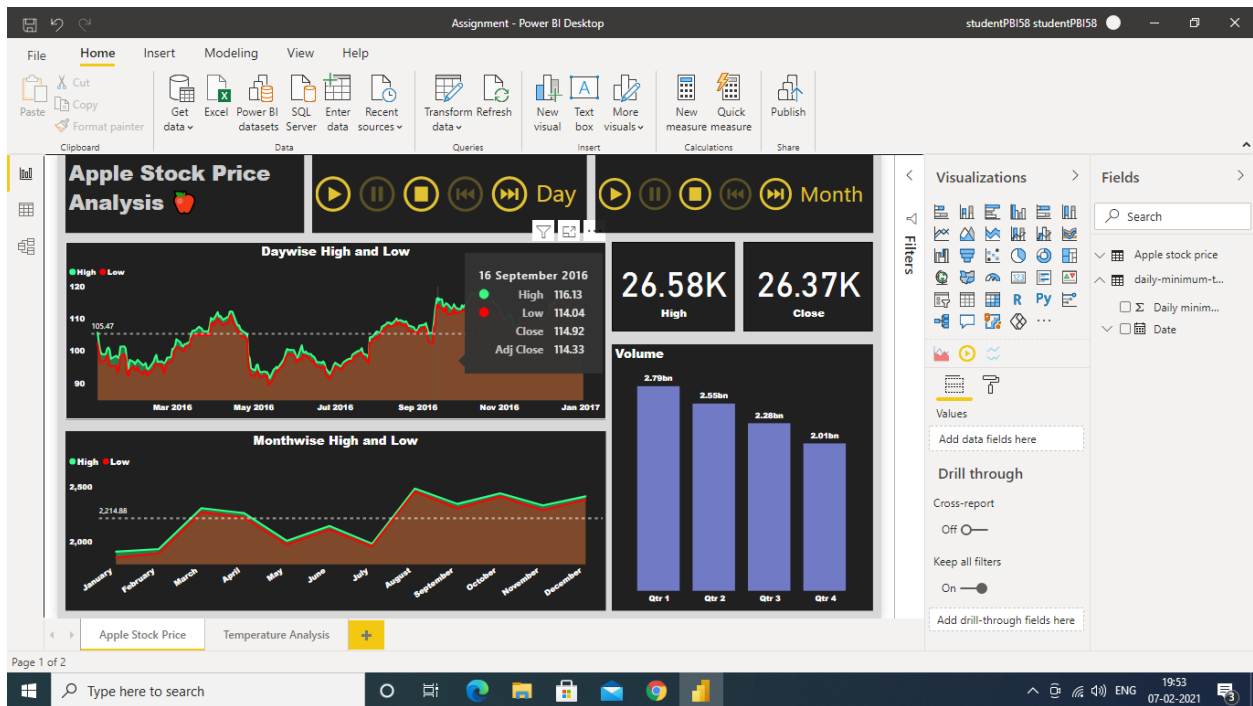 Assignment - Power BI Desktop
studentPBI58 studentPBI58
File Home Insert Modeling View Help
Paste
Cut
Copy
Format painter
Clipboard
Get data
Excel
Power BI datasets
SQL Server
Enter data
Recent sources
Data
Transform data
Refresh
Queries
New visual
Text box
More visuals
Insert
New measure
Quick measure
Calculations
Publish
Share
Apple Stock Price
Analysis
Day
Month
Daywise High and Low
High Low
120
110
100
90
105.47
Mar 2016 May 2016 Jul 2016 Sep 2016 Nov 2016 Jan 2017
16 September 2016
High 116.13
Low 114.04
Close 114.92
Adj Close 114.33
26.58K
High
26.37K
Close
Monthwise High and Low
High Low
2,500
2,214.88
2,000
January February March April May June July August September October November December
Volume
2.79bn
2.55bn
2.28bn
2.01bn
Qtr 1 Qtr 2 Qtr 3 Qtr 4
Filters
Visualizations
123
R Py
Values
Add data fields here
Drill through
Cross-report
Off
Keep all filters
On
Add drill-through fields here
Fields
Search
Apple stock price
daily-minimum-t...
Σ Daily minim...
Date
Apple Stock Price
Temperature Analysis
+
Page 1 of 2
Type here to search
ENG
19:53
07-02-2021
3